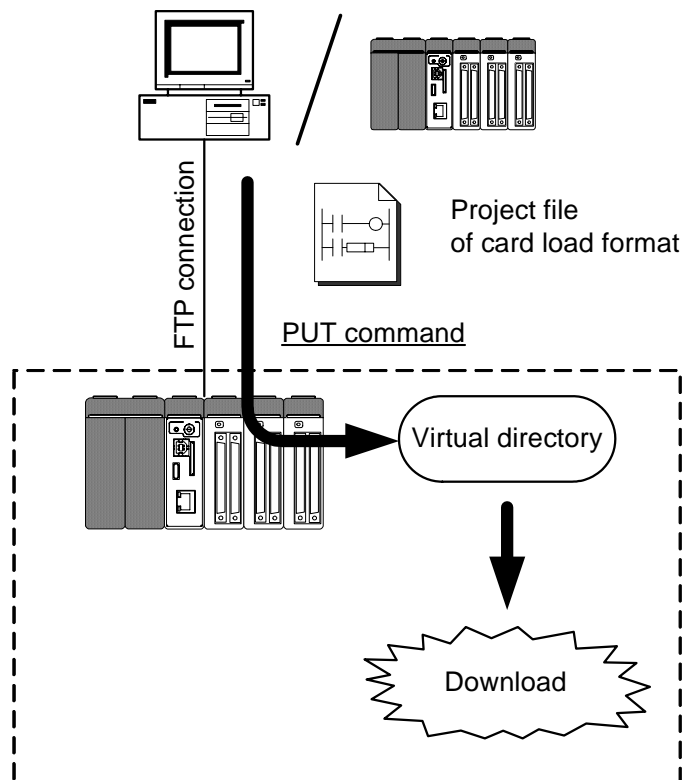 Project file
of card load format
FTP connection
PUT command
Virtual directory
Download